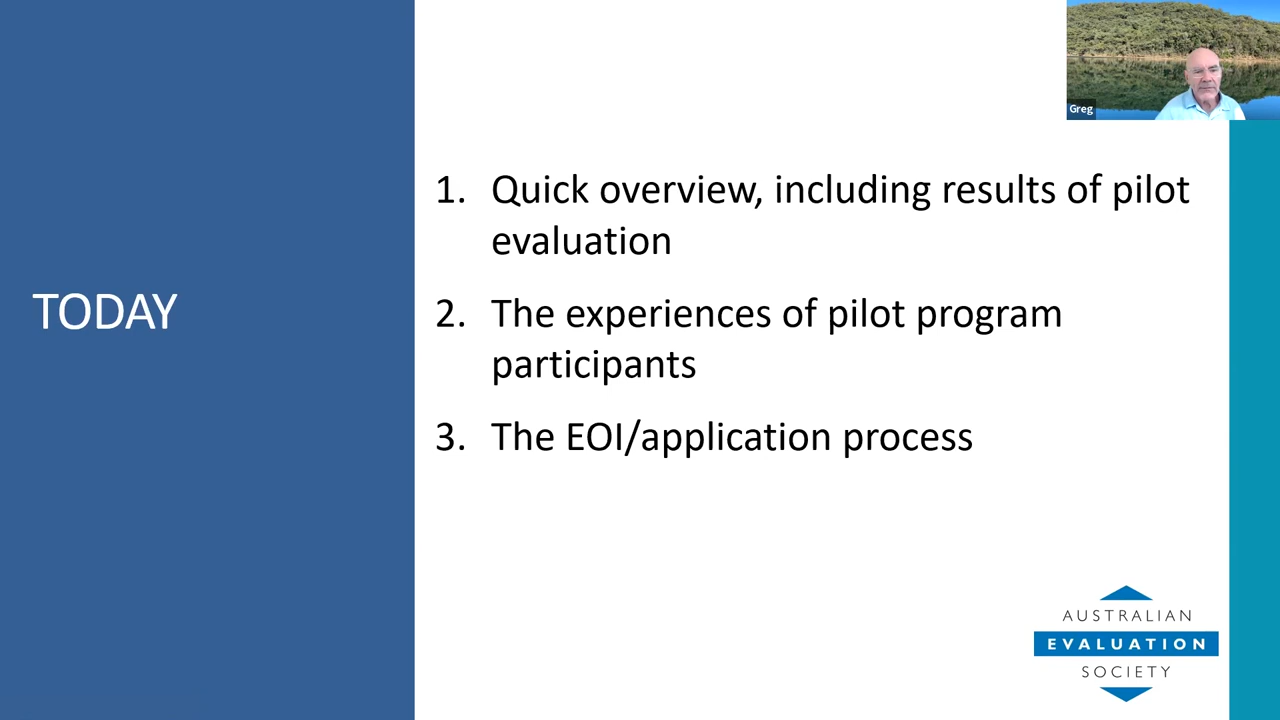 Greg
TODAY
1. Quick overview, including results of pilot
evaluation
2. The experiences of pilot program
participants
3. The EOI/application process
AUSTRALIAN
EVALUATION
SOCIETY